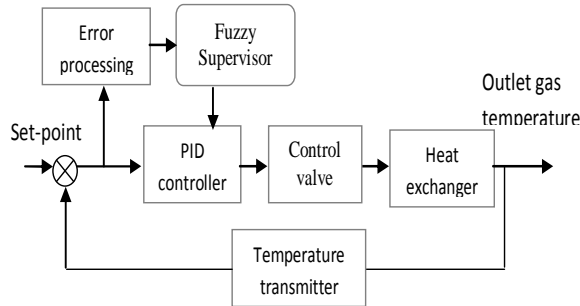 Error
processing
Fuzzy
Supervisor
Outlet gas
temperature
Set-point
PID
controller
Control
valve
Heat
exchanger
Temperature
transmitter